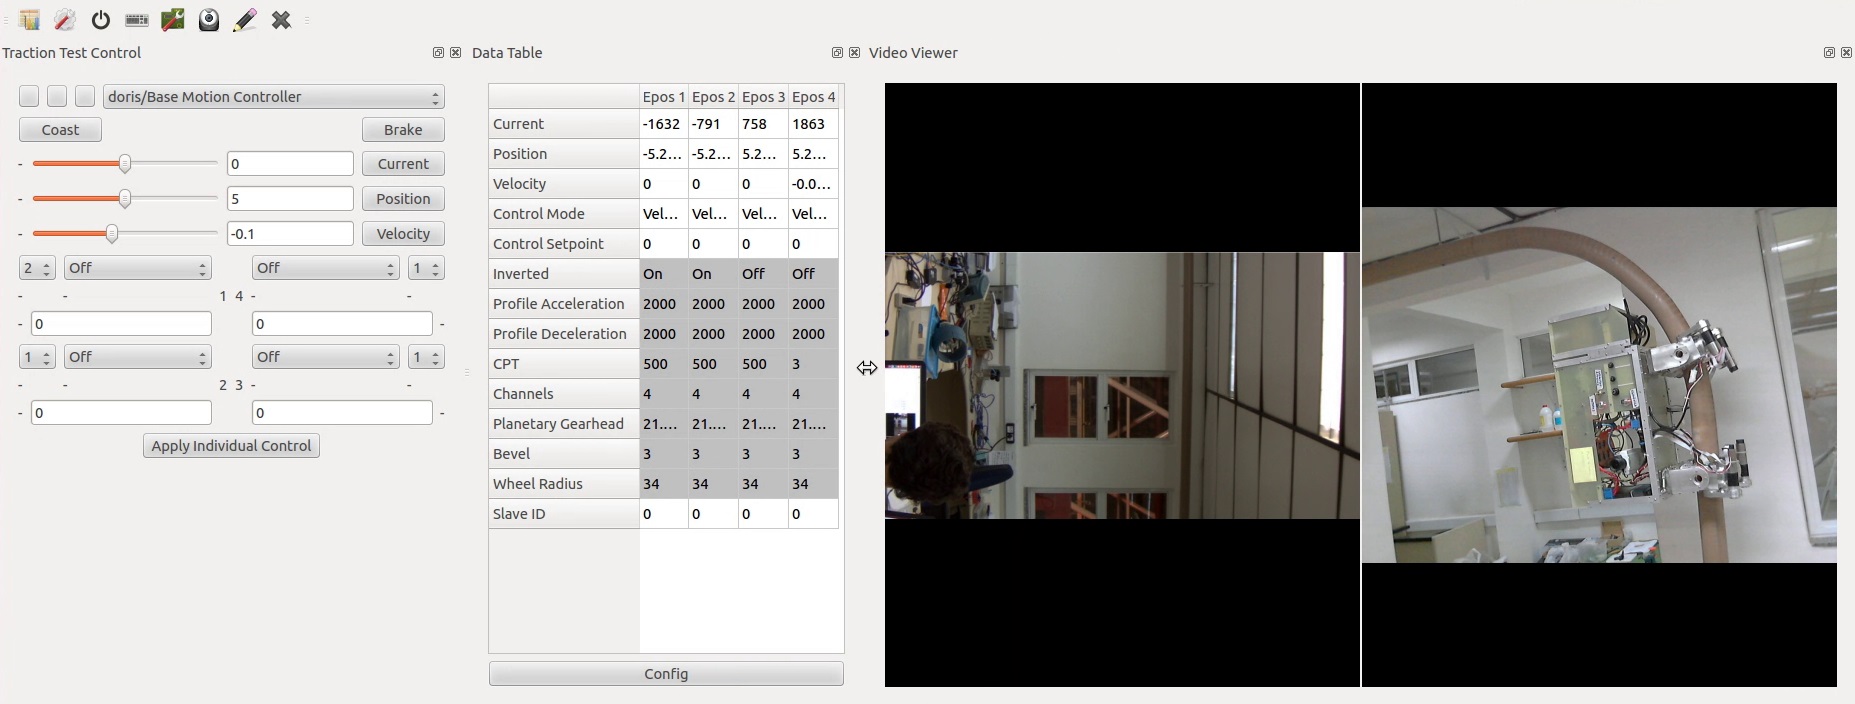 Traction Test Control
Data Table
Video Viewer
doris/Base Motion Controller
Coast
Brake
- 0 Current
- 5 Position
- -0.1 Velocity
2 Off Off 1
- - 1 4 - -
- 0 0 -
1 Off Off 1
- - 2 3 - -
- 0 0 -
Apply Individual Control
Epos 1 Epos 2 Epos 3 Epos 4
Current -1632 -791 758 1863
Position -5.2... -5.2... 5.2... 5.2...
Velocity 0 0 0 -0.0...
Control Mode Vel... Vel... Vel... Vel...
Control Setpoint 0 0 0 0
Inverted On On Off Off
Profile Acceleration 2000 2000 2000 2000
Profile Deceleration 2000 2000 2000 2000
CPT 500 500 500 3
Channels 4 4 4 4
Planetary Gearhead 21.... 21.... 21.... 21....
Bevel 3 3 3 3
Wheel Radius 34 34 34 34
Slave ID 0 0 0 0
Config